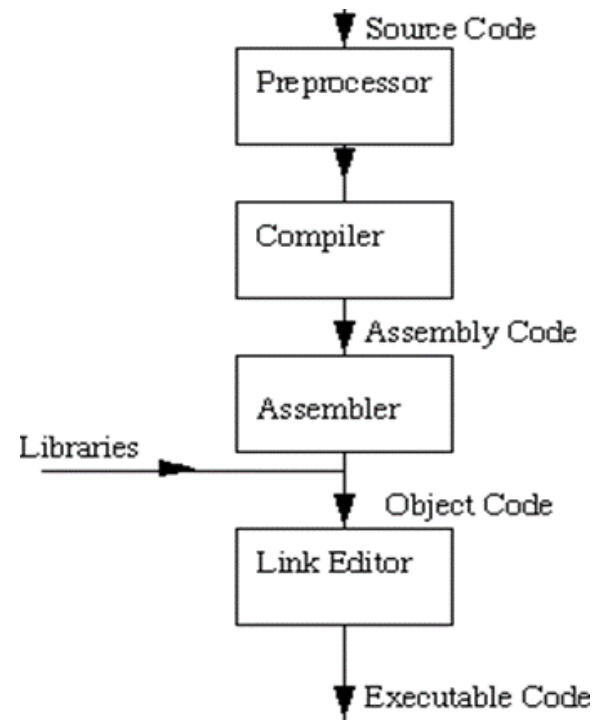 Source Code
Preprocessor
Compiler
Assembly Code
Assembler
Libraries
Object Code
Link Editor
Executable Code